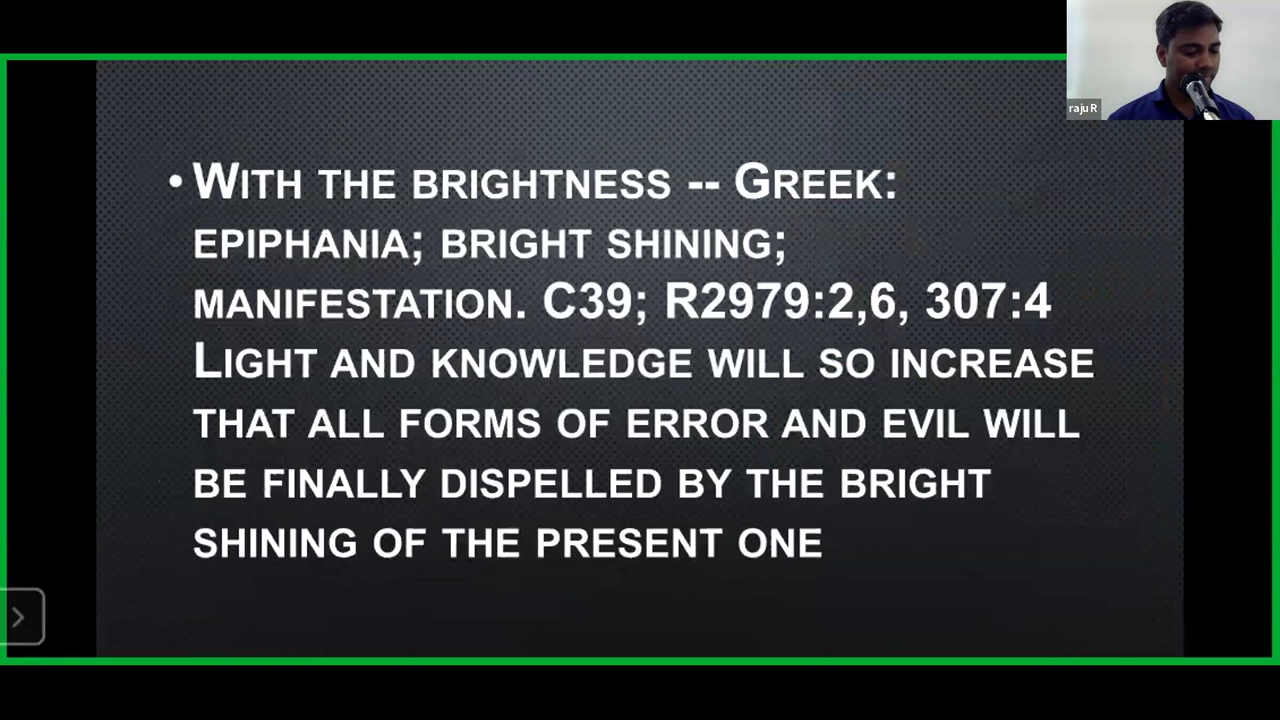 raju R
• WITH THE BRIGHTNESS -- GREEK:
EPIPHANIA; BRIGHT SHINING;
MANIFESTATION. C39; R2979:2,6, 307:4
LIGHT AND KNOWLEDGE WILL SO INCREASE
THAT ALL FORMS OF ERROR AND EVIL WILL
BE FINALLY DISPELLED BY THE BRIGHT
SHINING OF THE PRESENT ONE